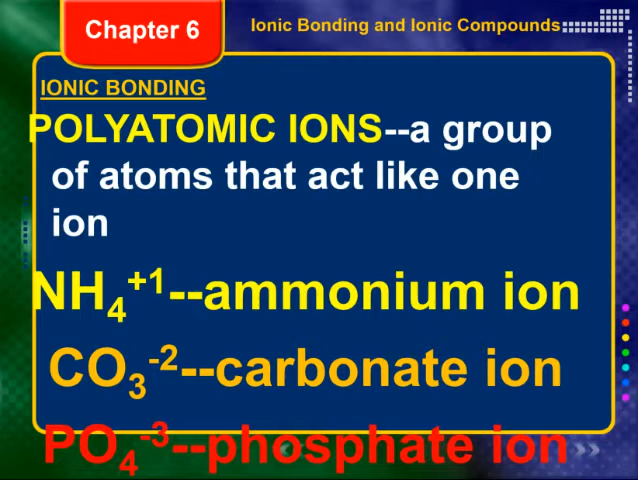 Chapter 6
Ionic Bonding and Ionic Compounds
IONIC BONDING
POLYATOMIC IONS--a group
of atoms that act like one
ion
NH₄⁺¹--ammonium ion
CO₃⁻²--carbonate ion
PO₄⁻³--phosphate ion